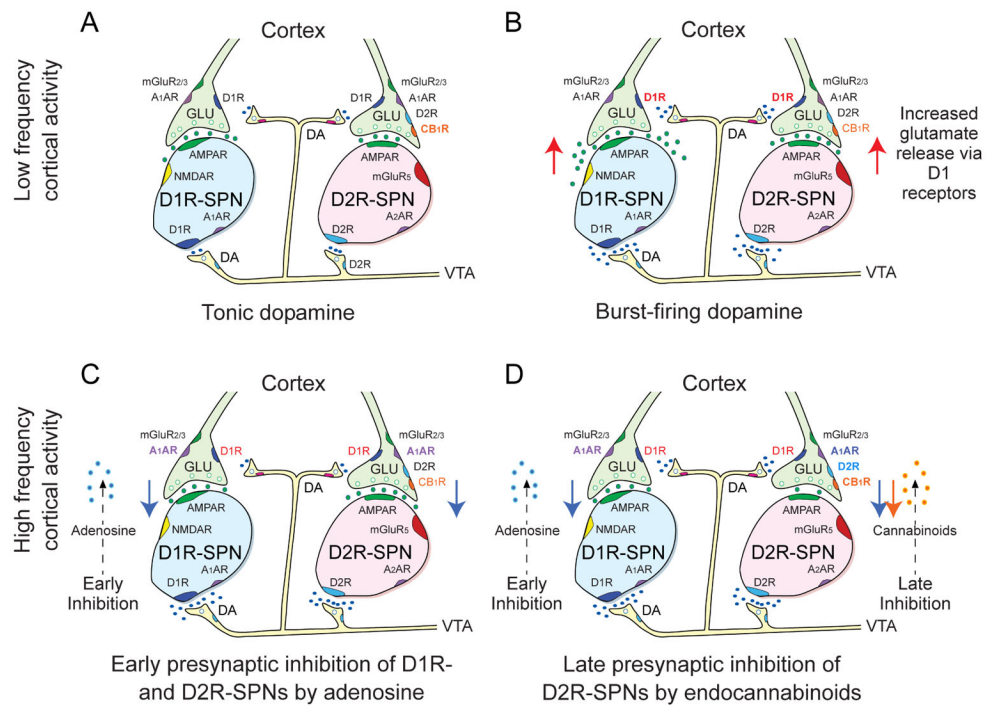 A
Cortex
mGluR2/3
A1AR
D1R
GLU
DA
D1R
GLU
mGluR2/3
A1AR
D2R
CB1R
AMPAR
NMDAR
D1R-SPN
A1AR
D1R
DA
AMPAR
mGluR5
D2R-SPN
A2AR
D2R
D2R
VTA
Low frequency
cortical activity
Tonic dopamine
B
Cortex
mGluR2/3
A1AR
D1R
GLU
DA
D1R
GLU
mGluR2/3
A1AR
D2R
CB1R
AMPAR
NMDAR
D1R-SPN
A1AR
D1R
DA
AMPAR
mGluR5
D2R-SPN
A2AR
D2R
VTA
Increased
glutamate
release via
D1
receptors
Burst-firing dopamine
C
Cortex
mGluR2/3
A1AR
D1R
GLU
DA
D1R
GLU
mGluR2/3
A1AR
D2R
CB1R
AMPAR
NMDAR
D1R-SPN
A1AR
D1R
DA
AMPAR
mGluR5
D2R-SPN
A2AR
D2R
VTA
High frequency
cortical activity
Adenosine
Early
Inhibition
Early presynaptic inhibition of D1R-
and D2R-SPNs by adenosine
D
Cortex
mGluR2/3
A1AR
D1R
GLU
DA
D1R
GLU
mGluR2/3
A1AR
D2R
CB1R
AMPAR
NMDAR
D1R-SPN
A1AR
D1R
DA
AMPAR
mGluR5
D2R-SPN
A2AR
D2R
VTA
Adenosine
Early
Inhibition
Cannabinoids
Late
Inhibition
Late presynaptic inhibition of
D2R-SPNs by endocannabinoids